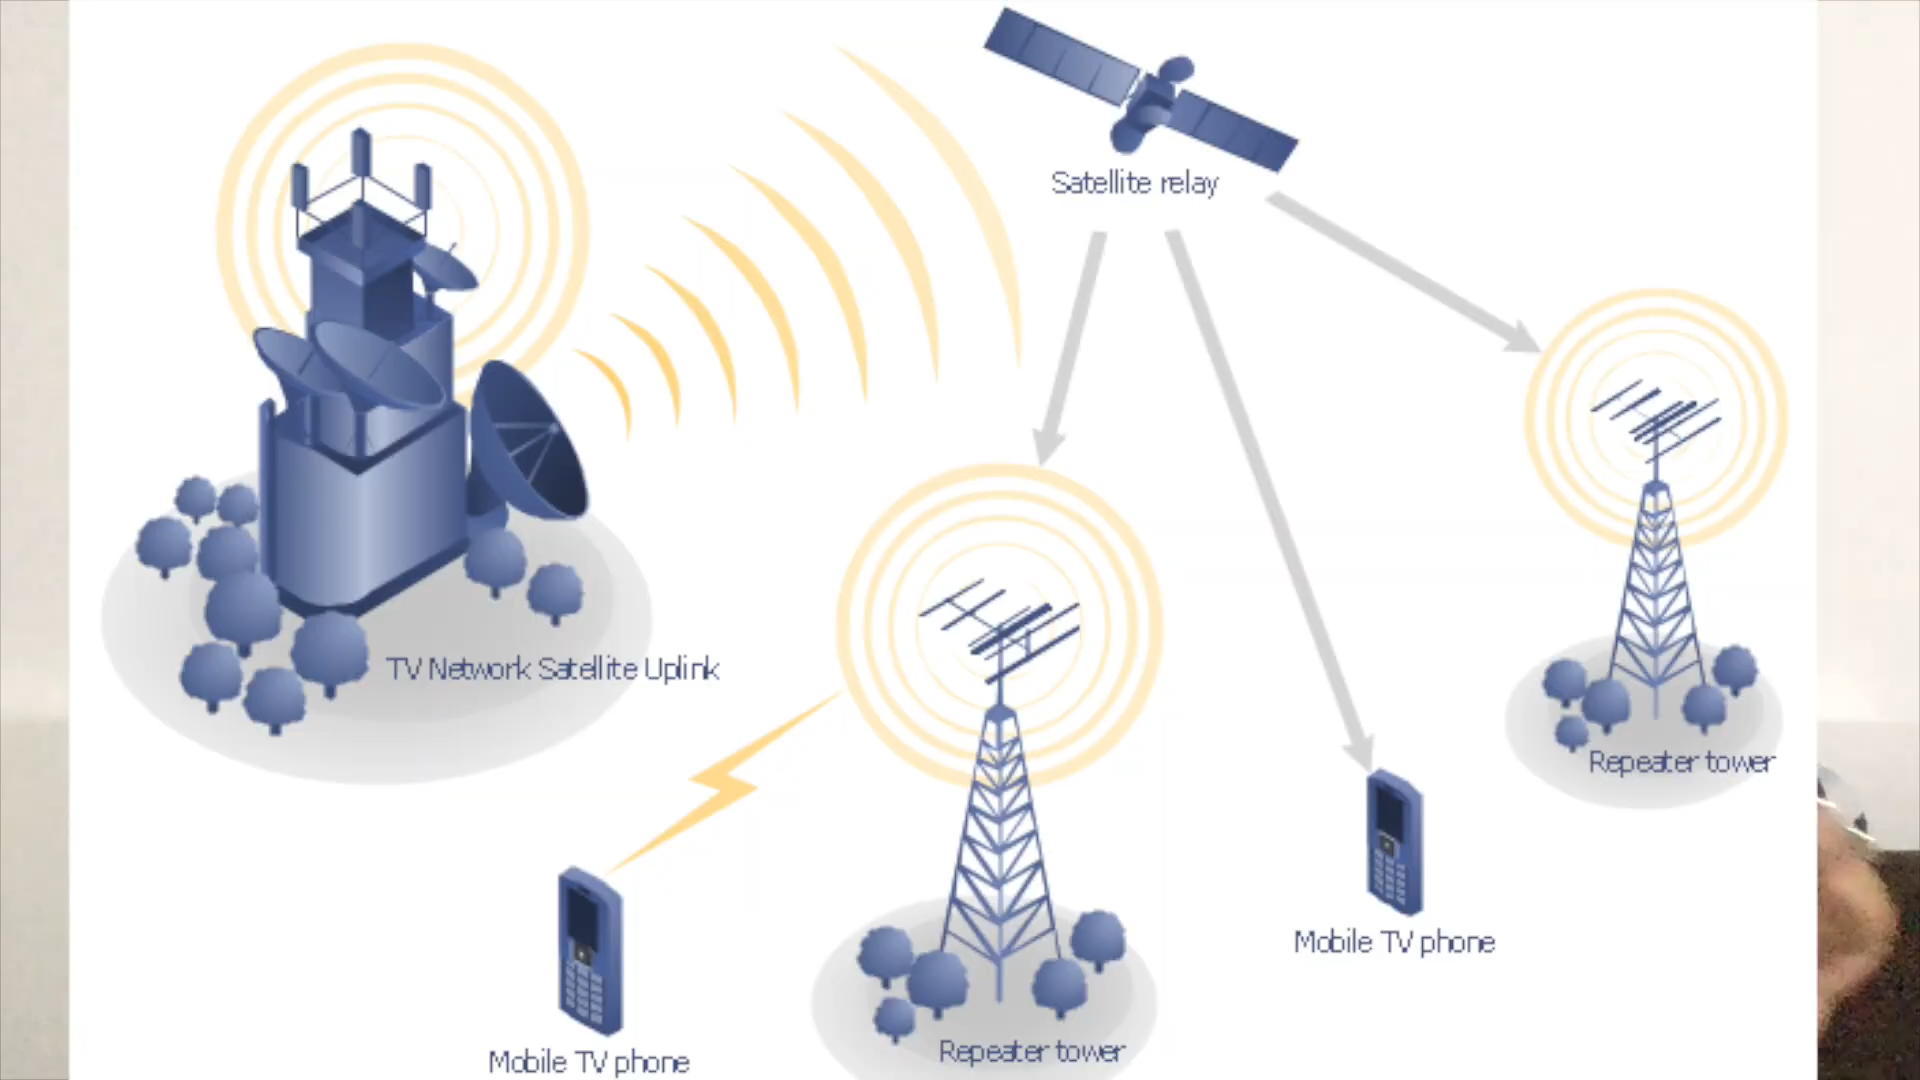 Satellite relay
TV Network Satellite Uplink
Repeater tower
Mobile TV phone
Repeater tower
Mobile TV phone